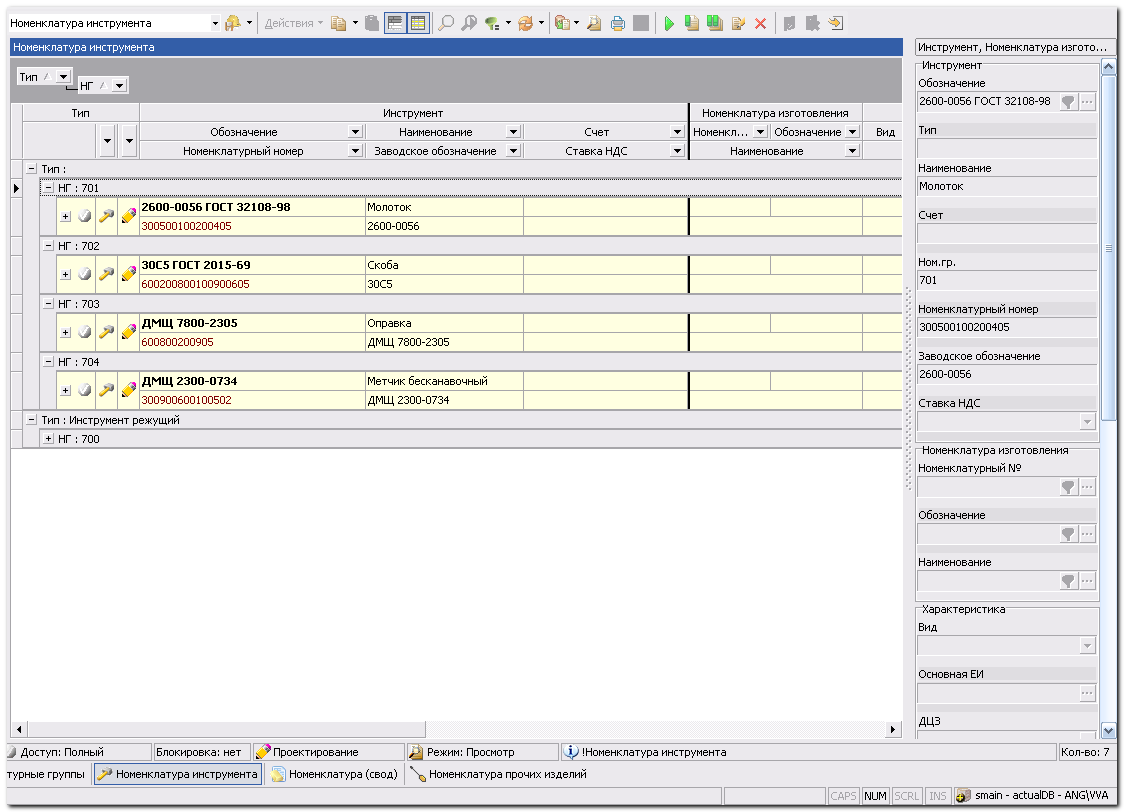 Номенклатура инструмента
Действия
Номенклатура инструмента
Тип
НГ
Тип Инструмент Номенклатура изготовления
Обозначение Наименование Счет Номенкл... Обозначение Вид
Номенклатурный номер Заводское обозначение Ставка НДС Наименование
Тип :
НГ : 701
2600-0056 ГОСТ 32108-98 Молоток
300500100200405 2600-0056
НГ : 702
30С5 ГОСТ 2015-69 Скоба
600200800100900605 30С5
НГ : 703
ДМЩ 7800-2305 Оправка
600800200905 ДМЩ 7800-2305
НГ : 704
ДМЩ 2300-0734 Метчик бесканавочный
300900600100502 ДМЩ 2300-0734
Тип : Инструмент режущий
НГ : 700
Инструмент, Номенклатура изгото...
Инструмент
Обозначение
2600-0056 ГОСТ 32108-98
Тип
Наименование
Молоток
Счет
Ном.гр.
701
Номенклатурный номер
300500100200405
Заводское обозначение
2600-0056
Ставка НДС
Номенклатура изготовления
Номенклатурный №
Обозначение
Наименование
Характеристика
Вид
Основная ЕИ
ДЦЗ
Доступ: Полный Блокировка: нет Проектирование Режим: Просмотр !Номенклатура инструмента Кол-во: 7
турные группы Номенклатура инструмента Номенклатура (свод) Номенклатура прочих изделий
CAPS NUM SCRL INS smain - actualDB - ANG\VVA